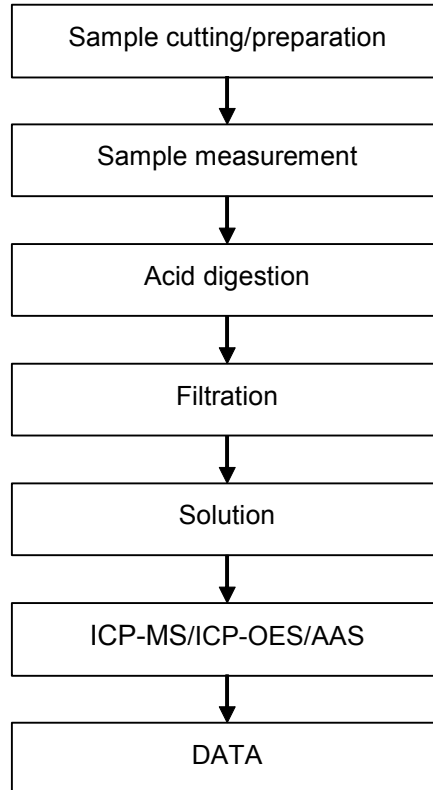 Sample cutting/preparation
Sample measurement
Acid digestion
Filtration
Solution
ICP-MS/ICP-OES/AAS
DATA